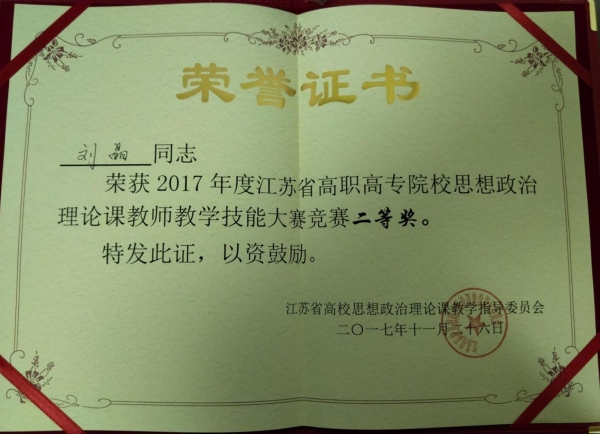 荣誉证书
刘晶 同志
荣获 2017 年度江苏省高职高专院校思想政治
理论课教师教学技能大赛竞赛二等奖。
特发此证，以资鼓励。
江苏省高校思想政治理论课教学指导委员会
二〇一七年十一月二十六日